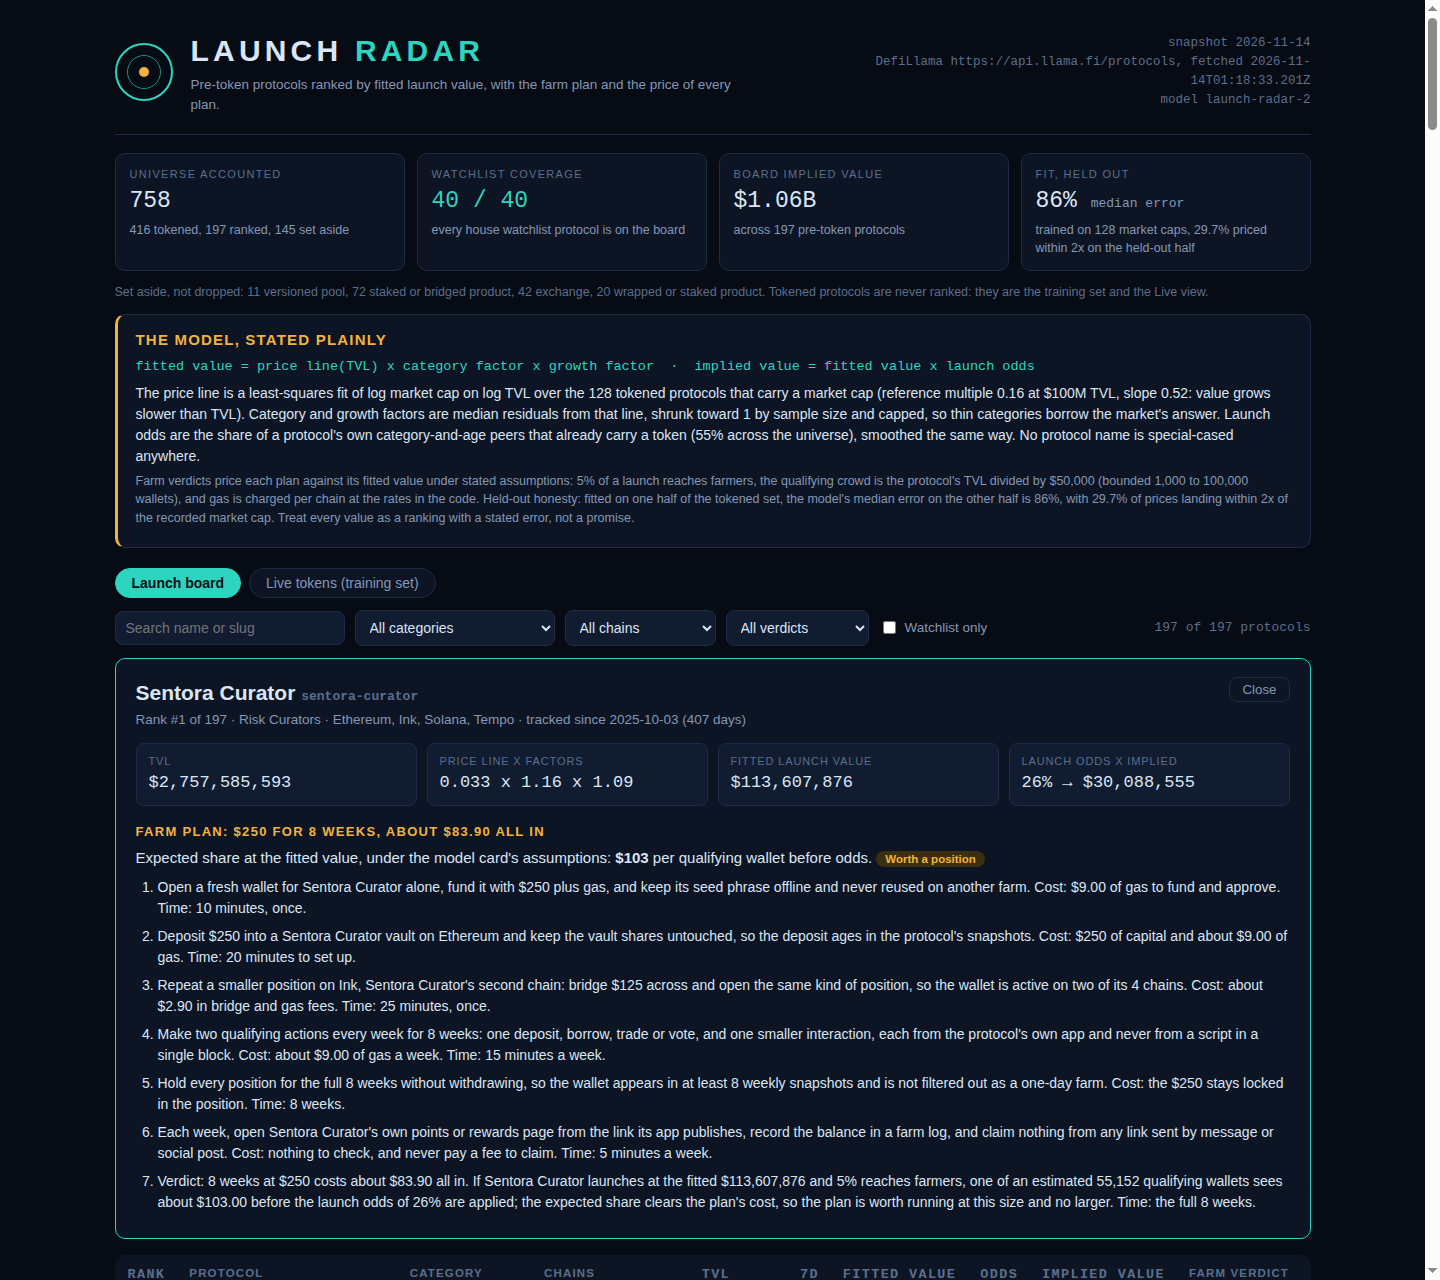 LAUNCH RADAR
Pre-token protocols ranked by fitted launch value, with the farm plan and the price of every
plan.
snapshot 2026-11-14
DefiLlama https://api.llama.fi/protocols, fetched 2026-11-
14T01:18:33.201Z
model launch-radar-2
UNIVERSE ACCOUNTED
758
416 tokened, 197 ranked, 145 set aside
WATCHLIST COVERAGE
40 / 40
every house watchlist protocol is on the board
BOARD IMPLIED VALUE
$1.06B
across 197 pre-token protocols
FIT, HELD OUT
86% median error
trained on 128 market caps, 29.7% priced
within 2x on the held-out half
Set aside, not dropped: 11 versioned pool, 72 staked or bridged product, 42 exchange, 20 wrapped or staked product. Tokened protocols are never ranked: they are the training set and the Live view.
THE MODEL, STATED PLAINLY
fitted value = price line(TVL) x category factor x growth factor · implied value = fitted value x launch odds
The price line is a least-squares fit of log market cap on log TVL over the 128 tokened protocols that carry a market cap (reference multiple 0.16 at $100M TVL, slope 0.52: value grows
slower than TVL). Category and growth factors are median residuals from that line, shrunk toward 1 by sample size and capped, so thin categories borrow the market's answer. Launch
odds are the share of a protocol's own category-and-age peers that already carry a token (55% across the universe), smoothed the same way. No protocol name is special-cased
anywhere.
Farm verdicts price each plan against its fitted value under stated assumptions: 5% of a launch reaches farmers, the qualifying crowd is the protocol's TVL divided by $50,000 (bounded 1,000 to 100,000
wallets), and gas is charged per chain at the rates in the code. Held-out honesty: fitted on one half of the tokened set, the model's median error on the other half is 86%, with 29.7% of prices landing within 2x of
the recorded market cap. Treat every value as a ranking with a stated error, not a promise.
Launch board
Live tokens (training set)
Search name or slug
All categories
All chains
All verdicts
Watchlist only
197 of 197 protocols
Sentora Curator sentora-curator
Close
Rank #1 of 197 · Risk Curators · Ethereum, Ink, Solana, Tempo · tracked since 2025-10-03 (407 days)
TVL
$2,757,585,593
PRICE LINE X FACTORS
0.033 x 1.16 x 1.09
FITTED LAUNCH VALUE
$113,607,876
LAUNCH ODDS X IMPLIED
26% → $30,088,555
FARM PLAN: $250 FOR 8 WEEKS, ABOUT $83.90 ALL IN
Expected share at the fitted value, under the model card's assumptions: $103 per qualifying wallet before odds. Worth a position
1. Open a fresh wallet for Sentora Curator alone, fund it with $250 plus gas, and keep its seed phrase offline and never reused on another farm. Cost: $9.00 of gas to fund and approve.
Time: 10 minutes, once.
2. Deposit $250 into a Sentora Curator vault on Ethereum and keep the vault shares untouched, so the deposit ages in the protocol's snapshots. Cost: $250 of capital and about $9.00 of
gas. Time: 20 minutes to set up.
3. Repeat a smaller position on Ink, Sentora Curator's second chain: bridge $125 across and open the same kind of position, so the wallet is active on two of its 4 chains. Cost: about
$2.90 in bridge and gas fees. Time: 25 minutes, once.
4. Make two qualifying actions every week for 8 weeks: one deposit, borrow, trade or vote, and one smaller interaction, each from the protocol's own app and never from a script in a
single block. Cost: about $9.00 of gas a week. Time: 15 minutes a week.
5. Hold every position for the full 8 weeks without withdrawing, so the wallet appears in at least 8 weekly snapshots and is not filtered out as a one-day farm. Cost: the $250 stays locked
in the position. Time: 8 weeks.
6. Each week, open Sentora Curator's own points or rewards page from the link its app publishes, record the balance in a farm log, and claim nothing from any link sent by message or
social post. Cost: nothing to check, and never pay a fee to claim. Time: 5 minutes a week.
7. Verdict: 8 weeks at $250 costs about $83.90 all in. If Sentora Curator launches at the fitted $113,607,876 and 5% reaches farmers, one of an estimated 55,152 qualifying wallets sees
about $103.00 before the launch odds of 26% are applied; the expected share clears the plan's cost, so the plan is worth running at this size and no larger. Time: the full 8 weeks.
RANK PROTOCOL CATEGORY CHAINS TVL 7D FITTED VALUE ODDS IMPLIED VALUE FARM VERDICT